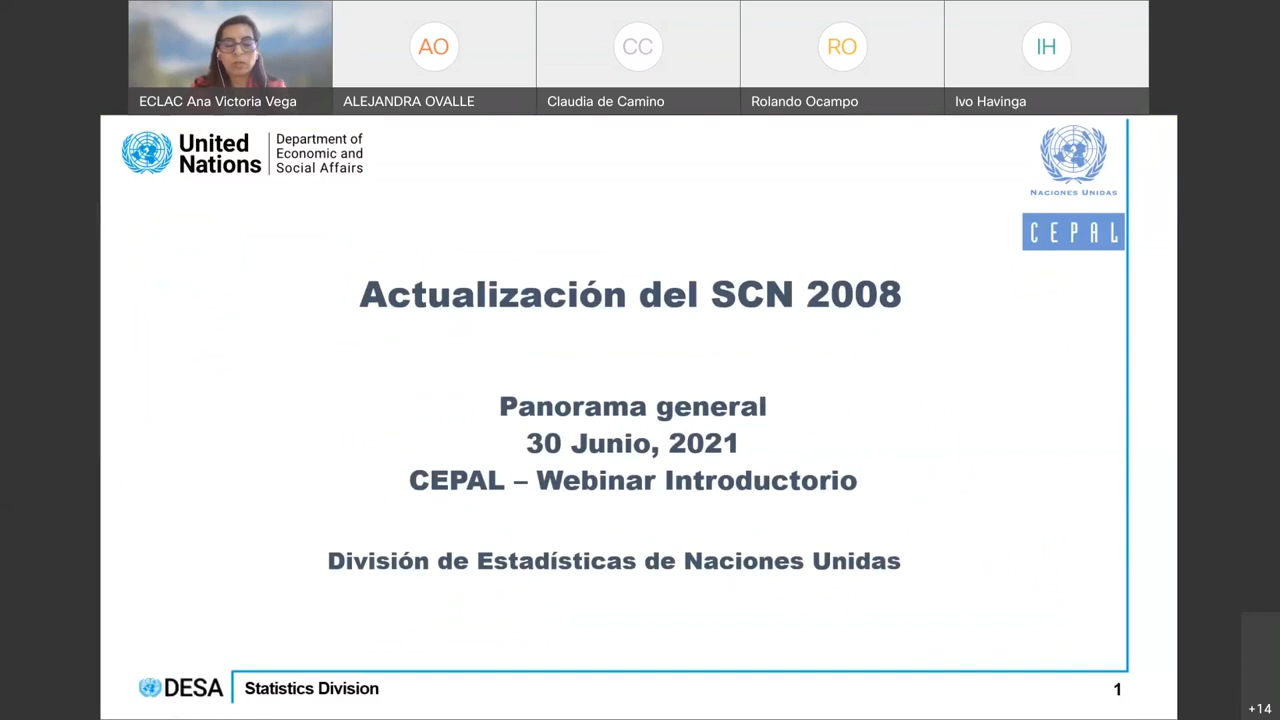 AO
CC
RO
IH
ECLAC Ana Victoria Vega
ALEJANDRA OVALLE
Claudia de Camino
Rolando Ocampo
Ivo Havinga
United
Nations
Department of
Economic and
Social Affairs
NACIONES UNIDAS
CEPAL
Actualización del SCN 2008
Panorama general
30 Junio, 2021
CEPAL – Webinar Introductorio
División de Estadísticas de Naciones Unidas
DESA
Statistics Division
1
+14